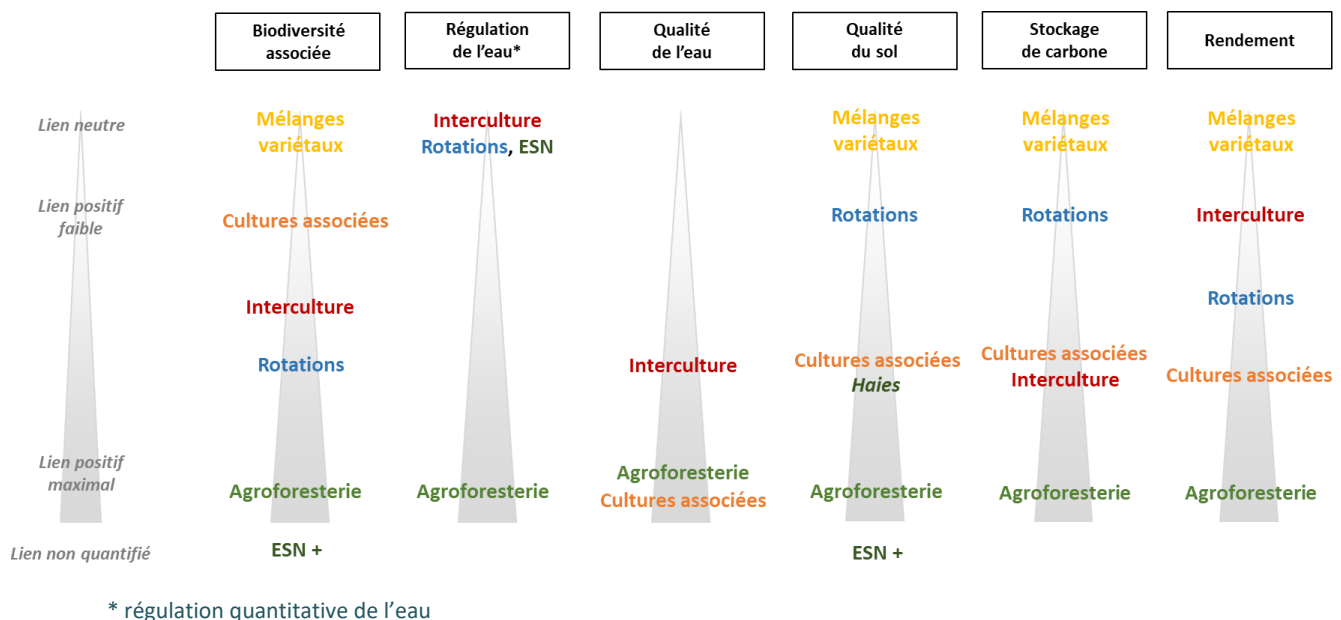 Biodiversité
associée
Régulation
de l’eau*
Qualité
de l’eau
Qualité
du sol
Stockage
de carbone
Rendement
Lien neutre
Mélanges
variétaux
Interculture
Rotations, ESN
Mélanges
variétaux
Mélanges
variétaux
Mélanges
variétaux
Lien positif
faible
Cultures associées
Rotations
Rotations
Interculture
Interculture
Rotations
Rotations
Interculture
Cultures associées
Haies
Cultures associées
Interculture
Cultures associées
Lien positif
maximal
Agroforesterie
Agroforesterie
Agroforesterie
Cultures associées
Agroforesterie
Agroforesterie
Agroforesterie
Lien non quantifié
ESN +
ESN +
* régulation quantitative de l’eau